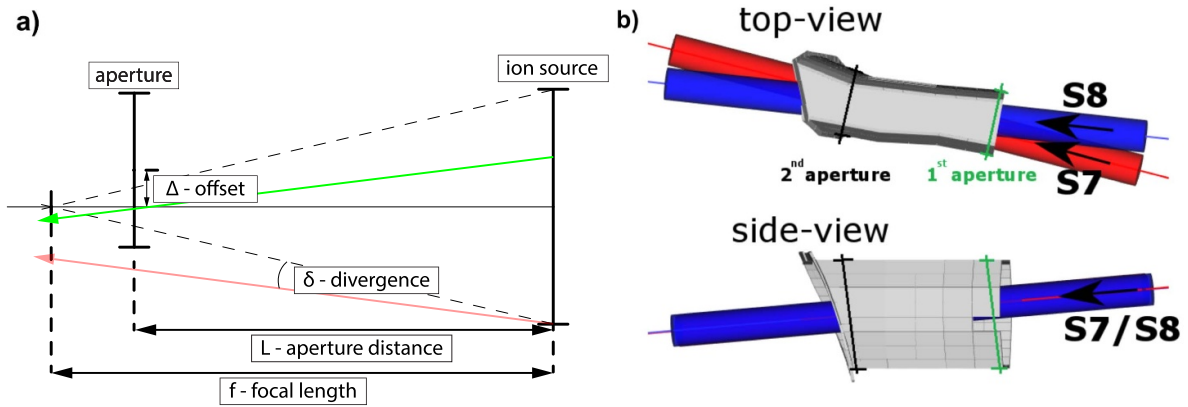 a)
aperture
ion source
Δ - offset
δ - divergence
L - aperture distance
f - focal length
b)
top-view
S8
2nd aperture
1st aperture
S7
side-view
S7/S8